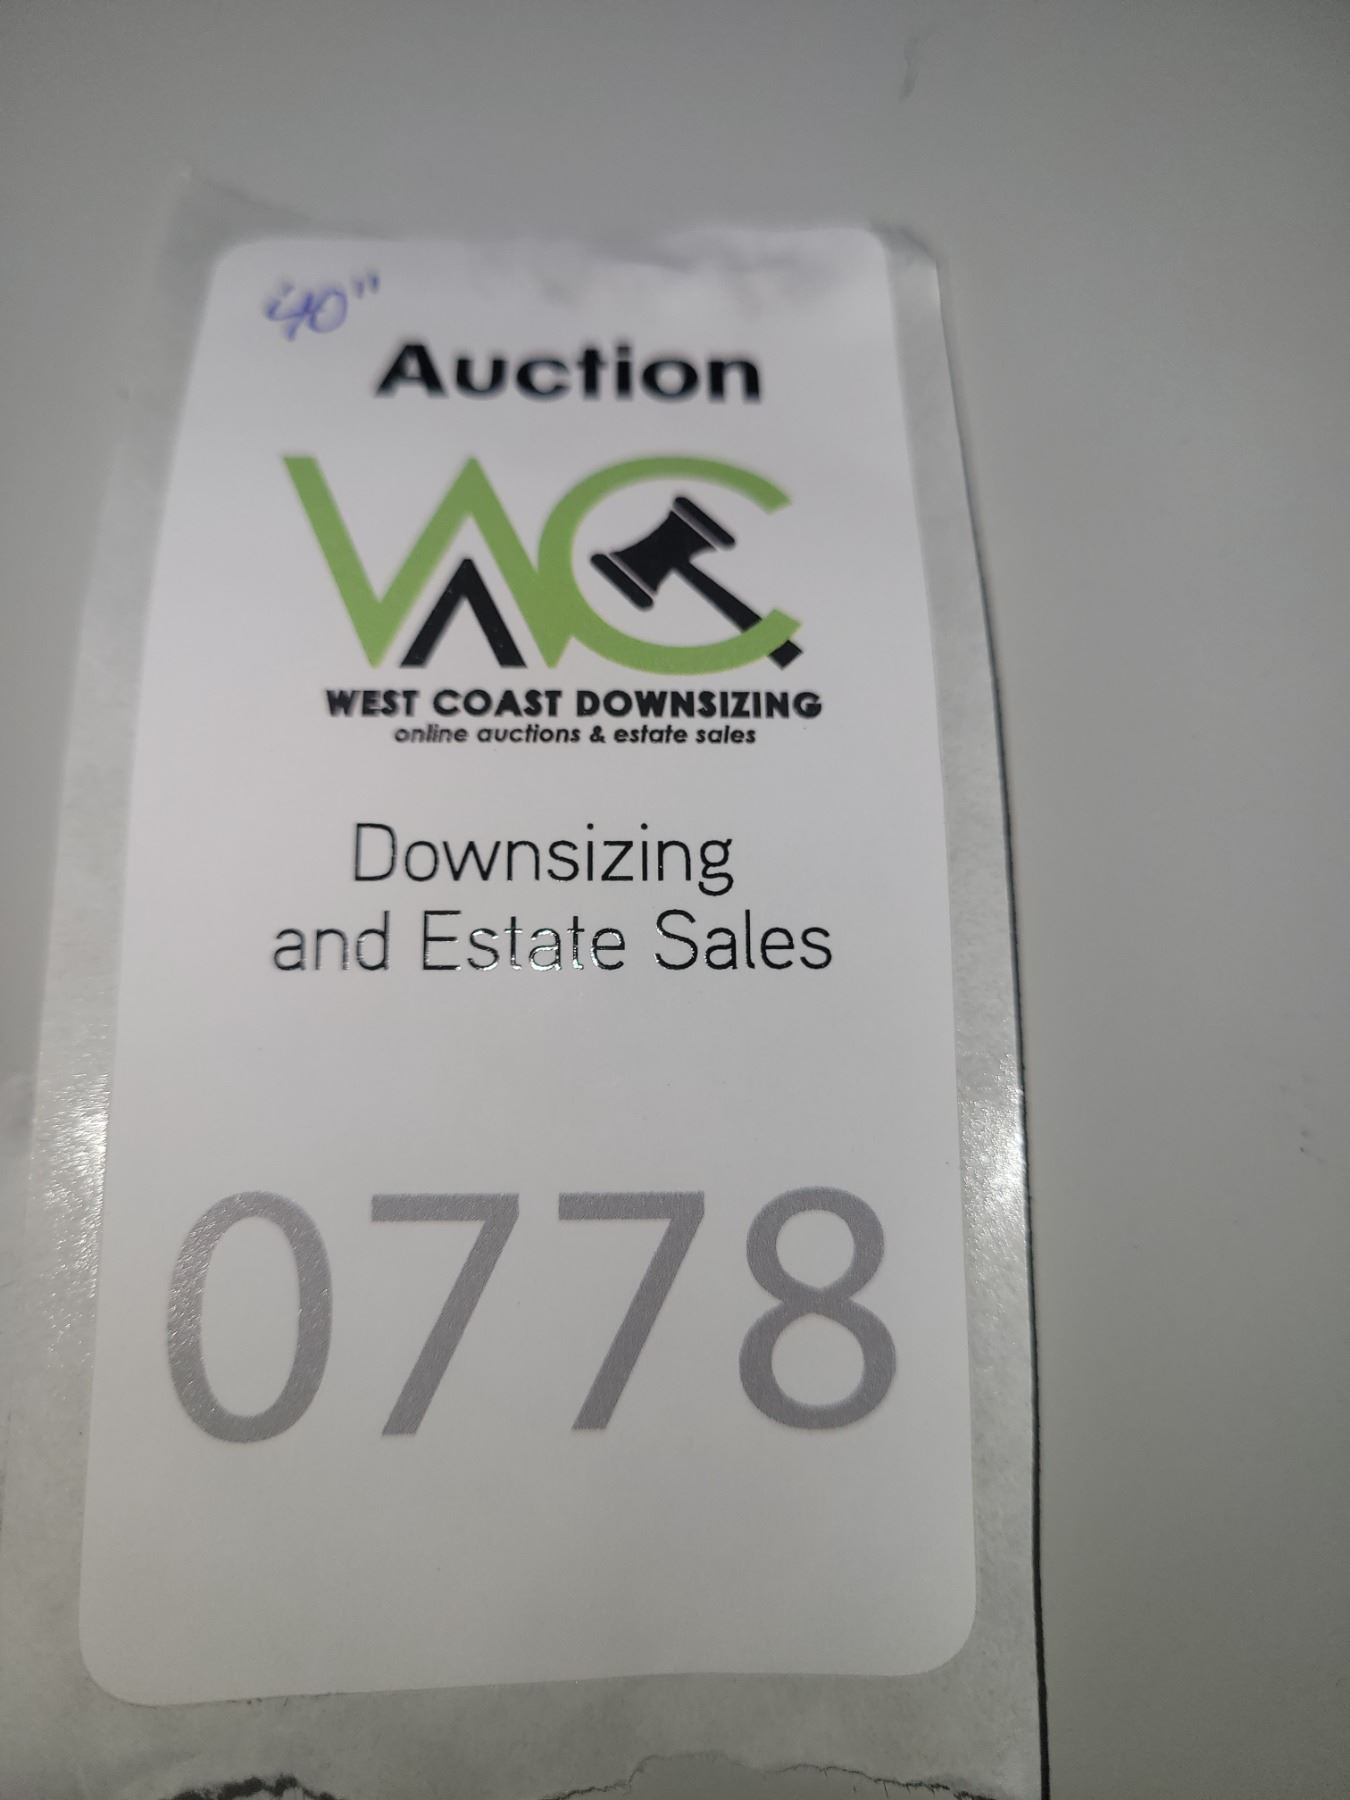 40"
Auction
WC
WEST COAST DOWNSIZING
online auctions & estate sales
Downsizing
and Estate Sales
0778